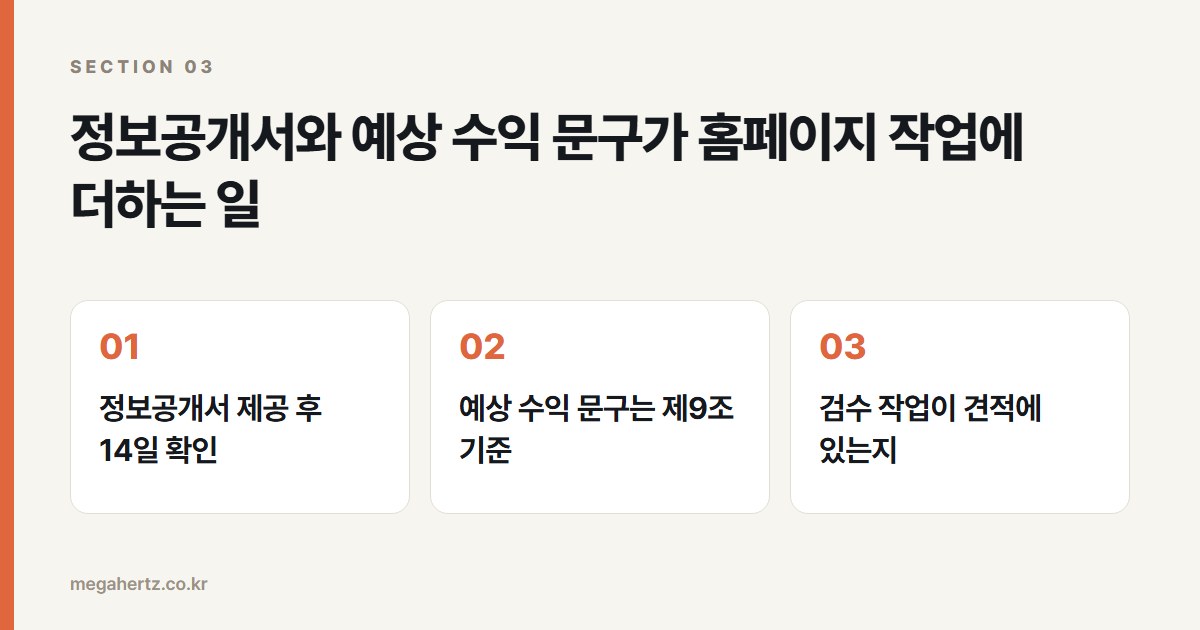 SECTION 03
정보공개서와 예상 수익 문구가 홈페이지 작업에
더하는 일
01
정보공개서 제공 후
14일 확인
02
예상 수익 문구는 제9조
기준
03
검수 작업이 견적에
있는지
megahertz.co.kr